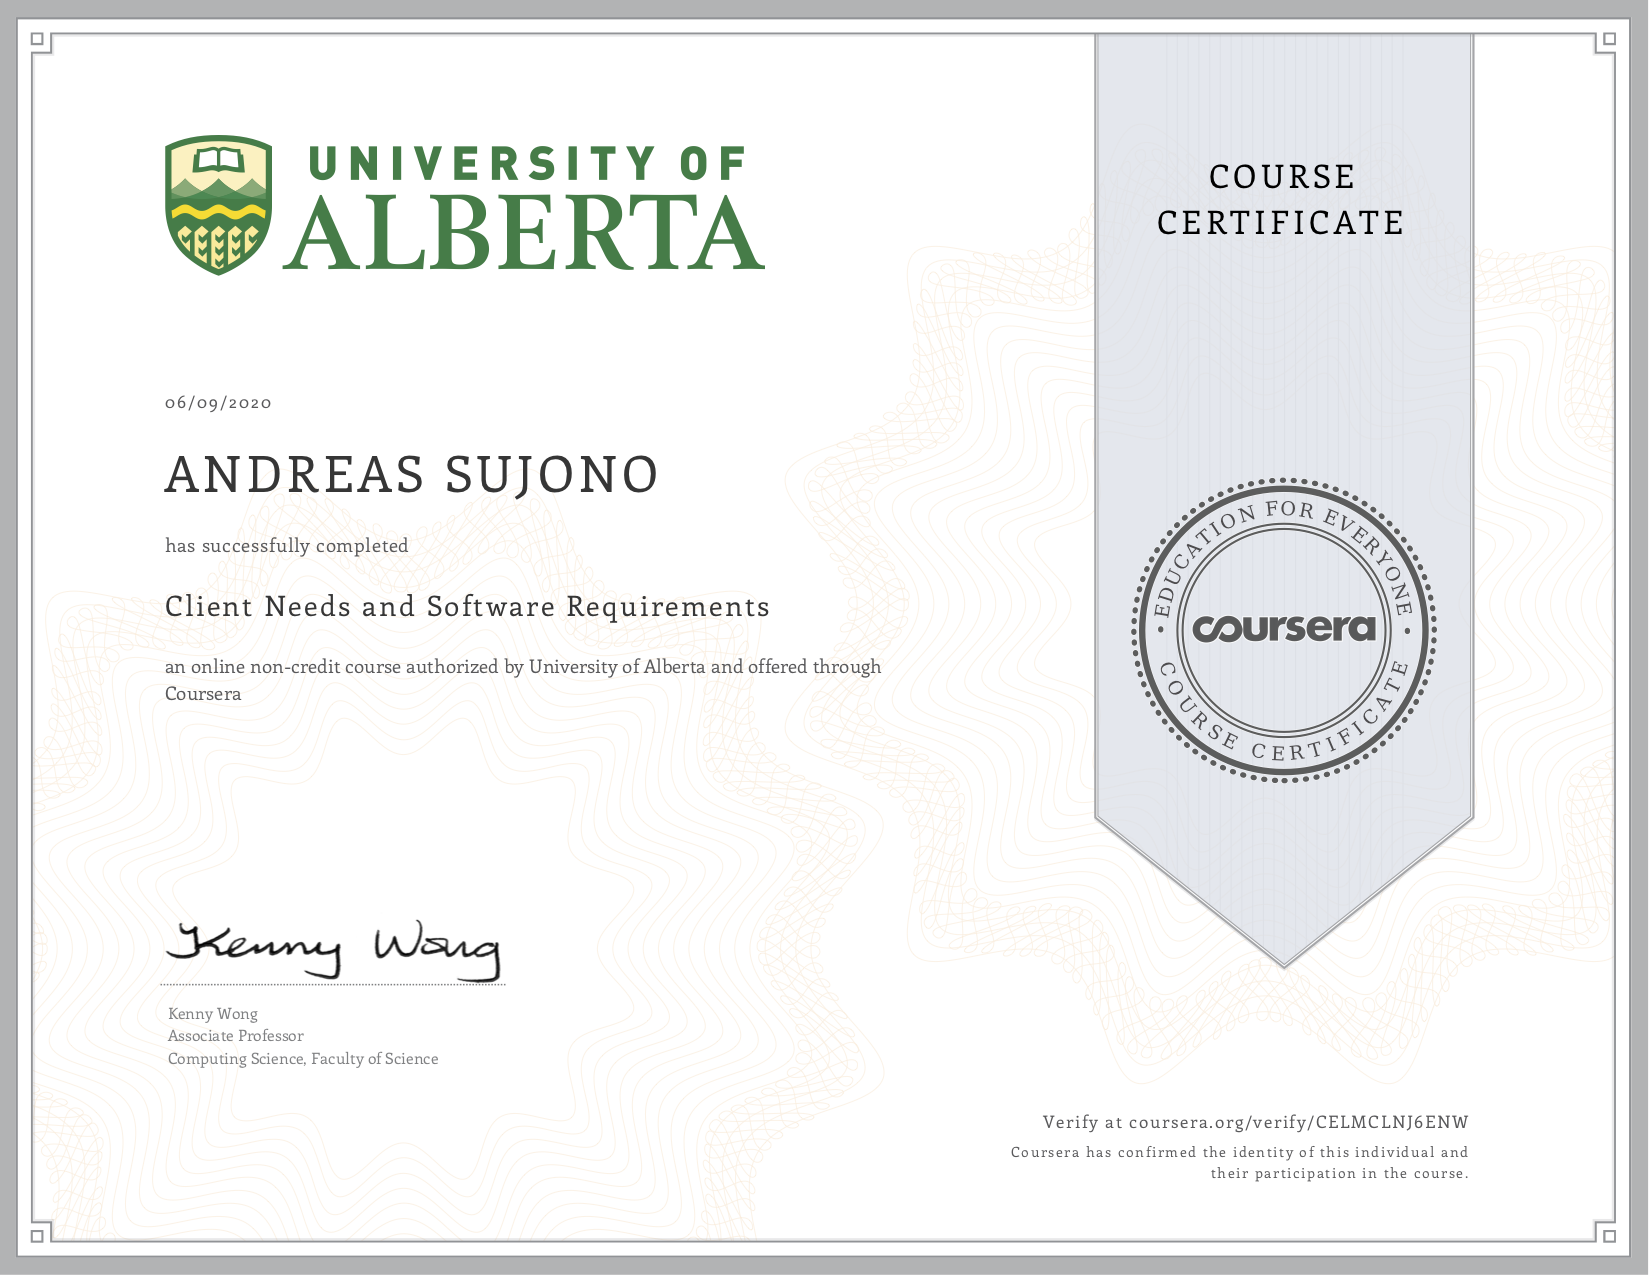 UNIVERSITY OF
ALBERTA
COURSE
CERTIFICATE
06/09/2020
ANDREAS SUJONO
has successfully completed
Client Needs and Software Requirements
an online non-credit course authorized by University of Alberta and offered through
Coursera
EDUCATION FOR EVERYONE
coursera
COURSE CERTIFICATE
Kenny Wong
Kenny Wong
Associate Professor
Computing Science, Faculty of Science
Verify at coursera.org/verify/CELMCLNJ6ENW
Coursera has confirmed the identity of this individual and
their participation in the course.